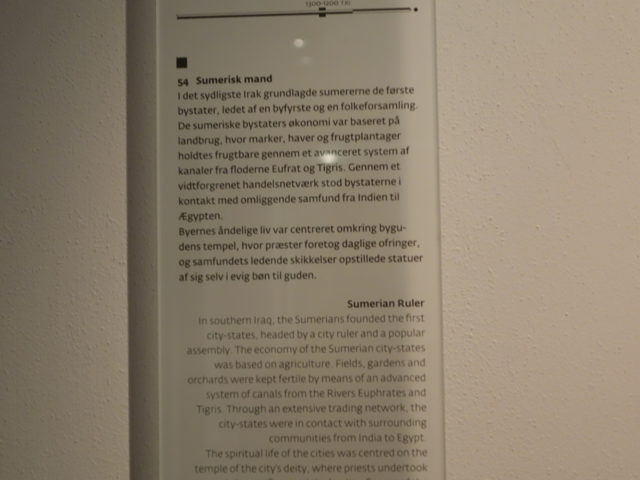 1300-1200 f.Kr.
54 Sumerisk mand
I det sydligste Irak grundlagde sumererne de første
bystater, ledet af en byfyrste og en folkeforsamling.
De sumeriske bystaters økonomi var baseret på
landbrug, hvor marker, haver og frugtplantager
holdtes frugtbare gennem et avanceret system af
kanaler fra floderne Eufrat og Tigris. Gennem et
vidtforgrenet handelsnetværk stod bystaterne i
kontakt med omliggende samfund fra Indien til
Ægypten.
Byernes åndelige liv var centreret omkring bygu-
dens tempel, hvor præster foretog daglige ofringer,
og samfundets ledende skikkelser opstillede statuer
af sig selv i evig bøn til guden.
Sumerian Ruler
In southern Iraq, the Sumerians founded the first
city-states, headed by a city ruler and a popular
assembly. The economy of the Sumerian city-states
was based on agriculture. Fields, gardens and
orchards were kept fertile by means of an advanced
system of canals from the Rivers Euphrates and
Tigris. Through an extensive trading network, the
city-states were in contact with surrounding
communities from India to Egypt.
The spiritual life of the cities was centred on the
temple of the city's deity, where priests undertook